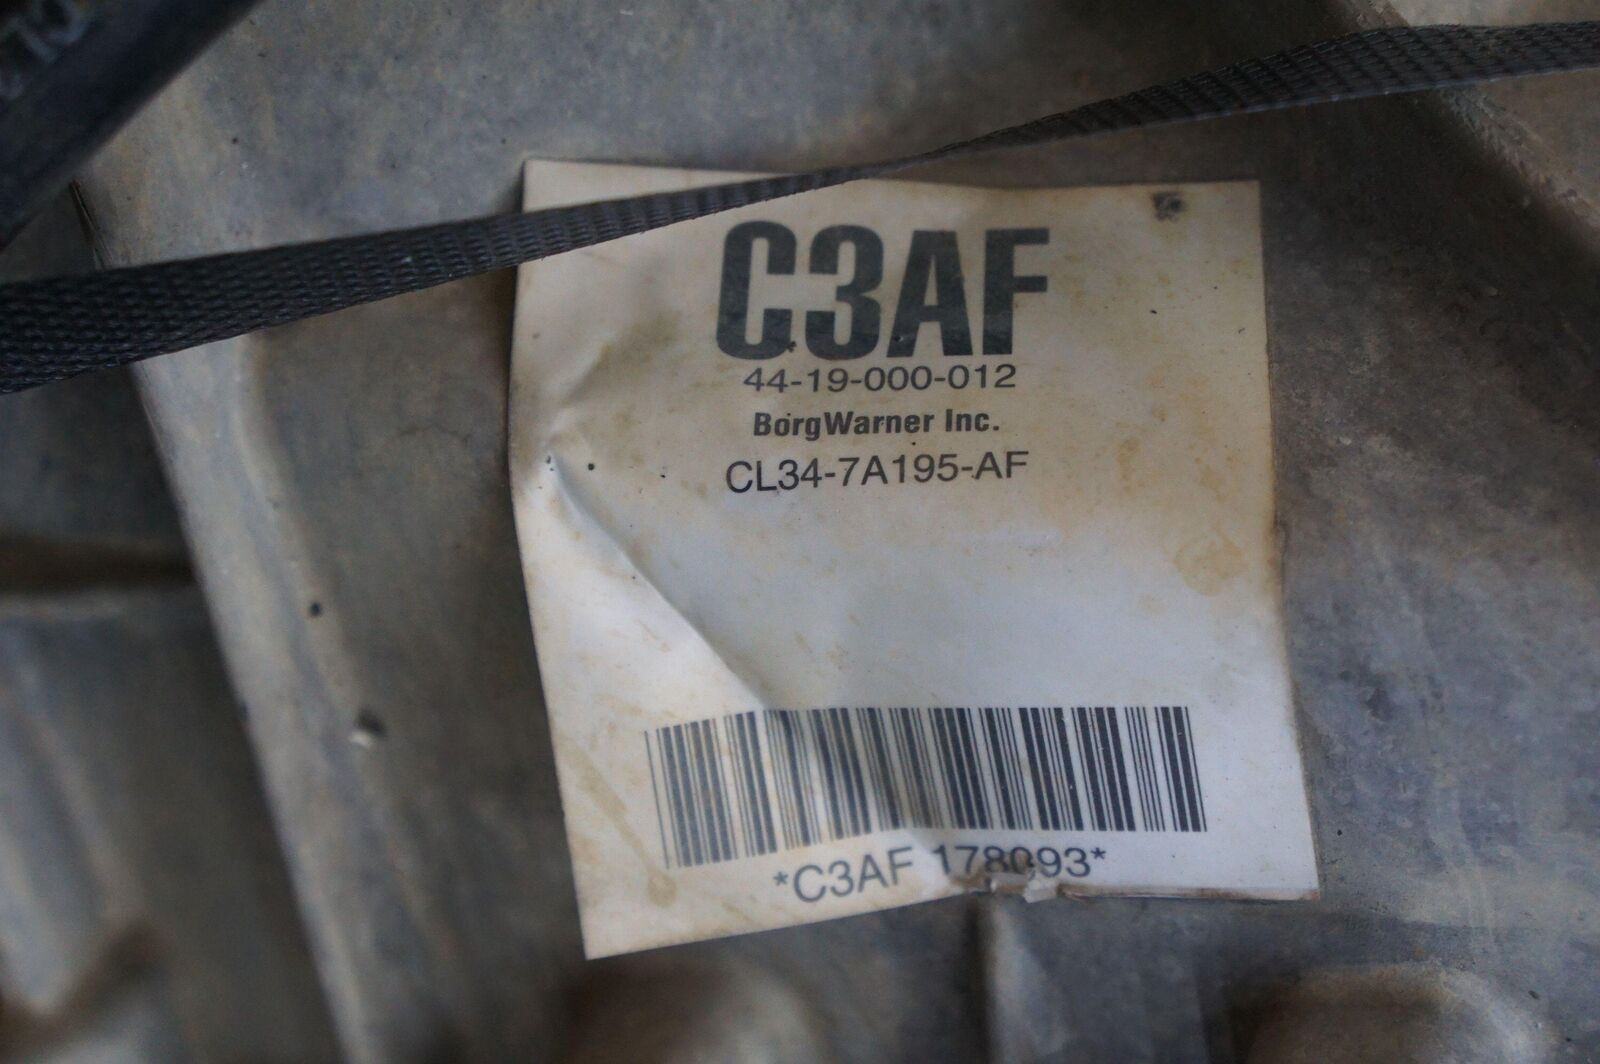 C3AF
44-19-000-012
BorgWarner Inc.
CL34-7A195-AF
*C3AF 178093*